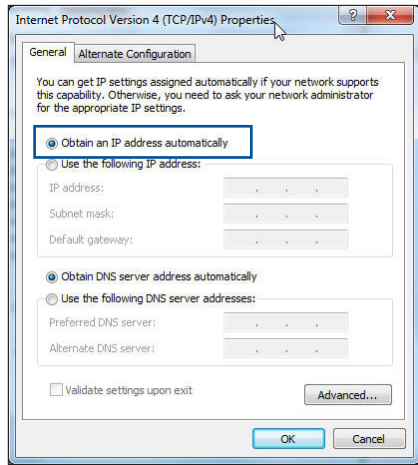 Internet Protocol Version 4 (TCP/IPv4) Properties
General
Alternate Configuration
You can get IP settings assigned automatically if your network supports
this capability. Otherwise, you need to ask your network administrator
for the appropriate IP settings.
Obtain an IP address automatically
Use the following IP address:
IP address:
Subnet mask:
Default gateway:
Obtain DNS server address automatically
Use the following DNS server addresses:
Preferred DNS server:
Alternate DNS server:
Validate settings upon exit
Advanced...
OK
Cancel